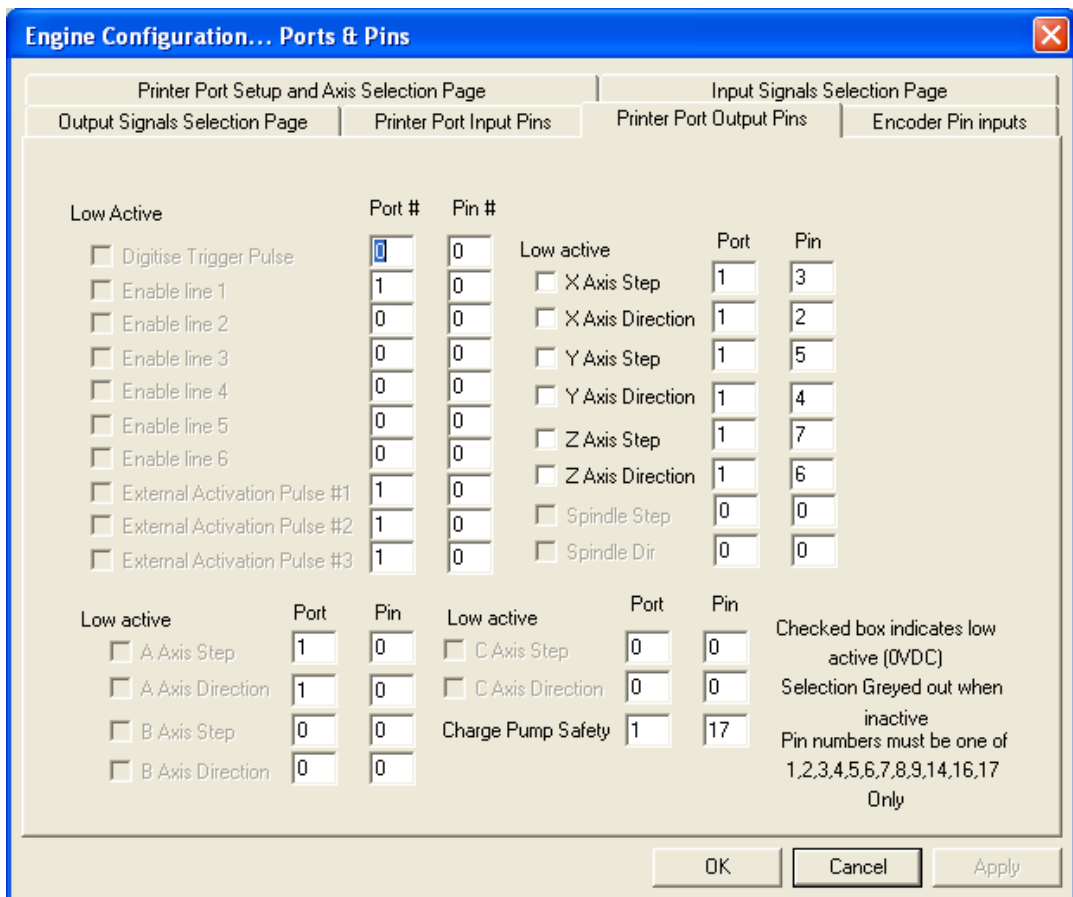 Engine Configuration... Ports & Pins
Printer Port Setup and Axis Selection Page
Input Signals Selection Page
Output Signals Selection Page
Printer Port Input Pins
Printer Port Output Pins
Encoder Pin inputs
Low Active Port # Pin #
Digitise Trigger Pulse 0 0
Enable line 1 1 0
Enable line 2 0 0
Enable line 3 0 0
Enable line 4 0 0
Enable line 5 0 0
Enable line 6 0 0
External Activation Pulse #1 1 0
External Activation Pulse #2 1 0
External Activation Pulse #3 1 0
Low active Port Pin
X Axis Step 1 3
X Axis Direction 1 2
Y Axis Step 1 5
Y Axis Direction 1 4
Z Axis Step 1 7
Z Axis Direction 1 6
Spindle Step 0 0
Spindle Dir 0 0
Low active Port Pin
A Axis Step 1 0
A Axis Direction 1 0
B Axis Step 0 0
B Axis Direction 0 0
Low active Port Pin
C Axis Step 0 0
C Axis Direction 0 0
Charge Pump Safety 1 17
Checked box indicates low
active (0VDC)
Selection Greyed out when
inactive
Pin numbers must be one of
1,2,3,4,5,6,7,8,9,14,16,17
Only
OK
Cancel
Apply